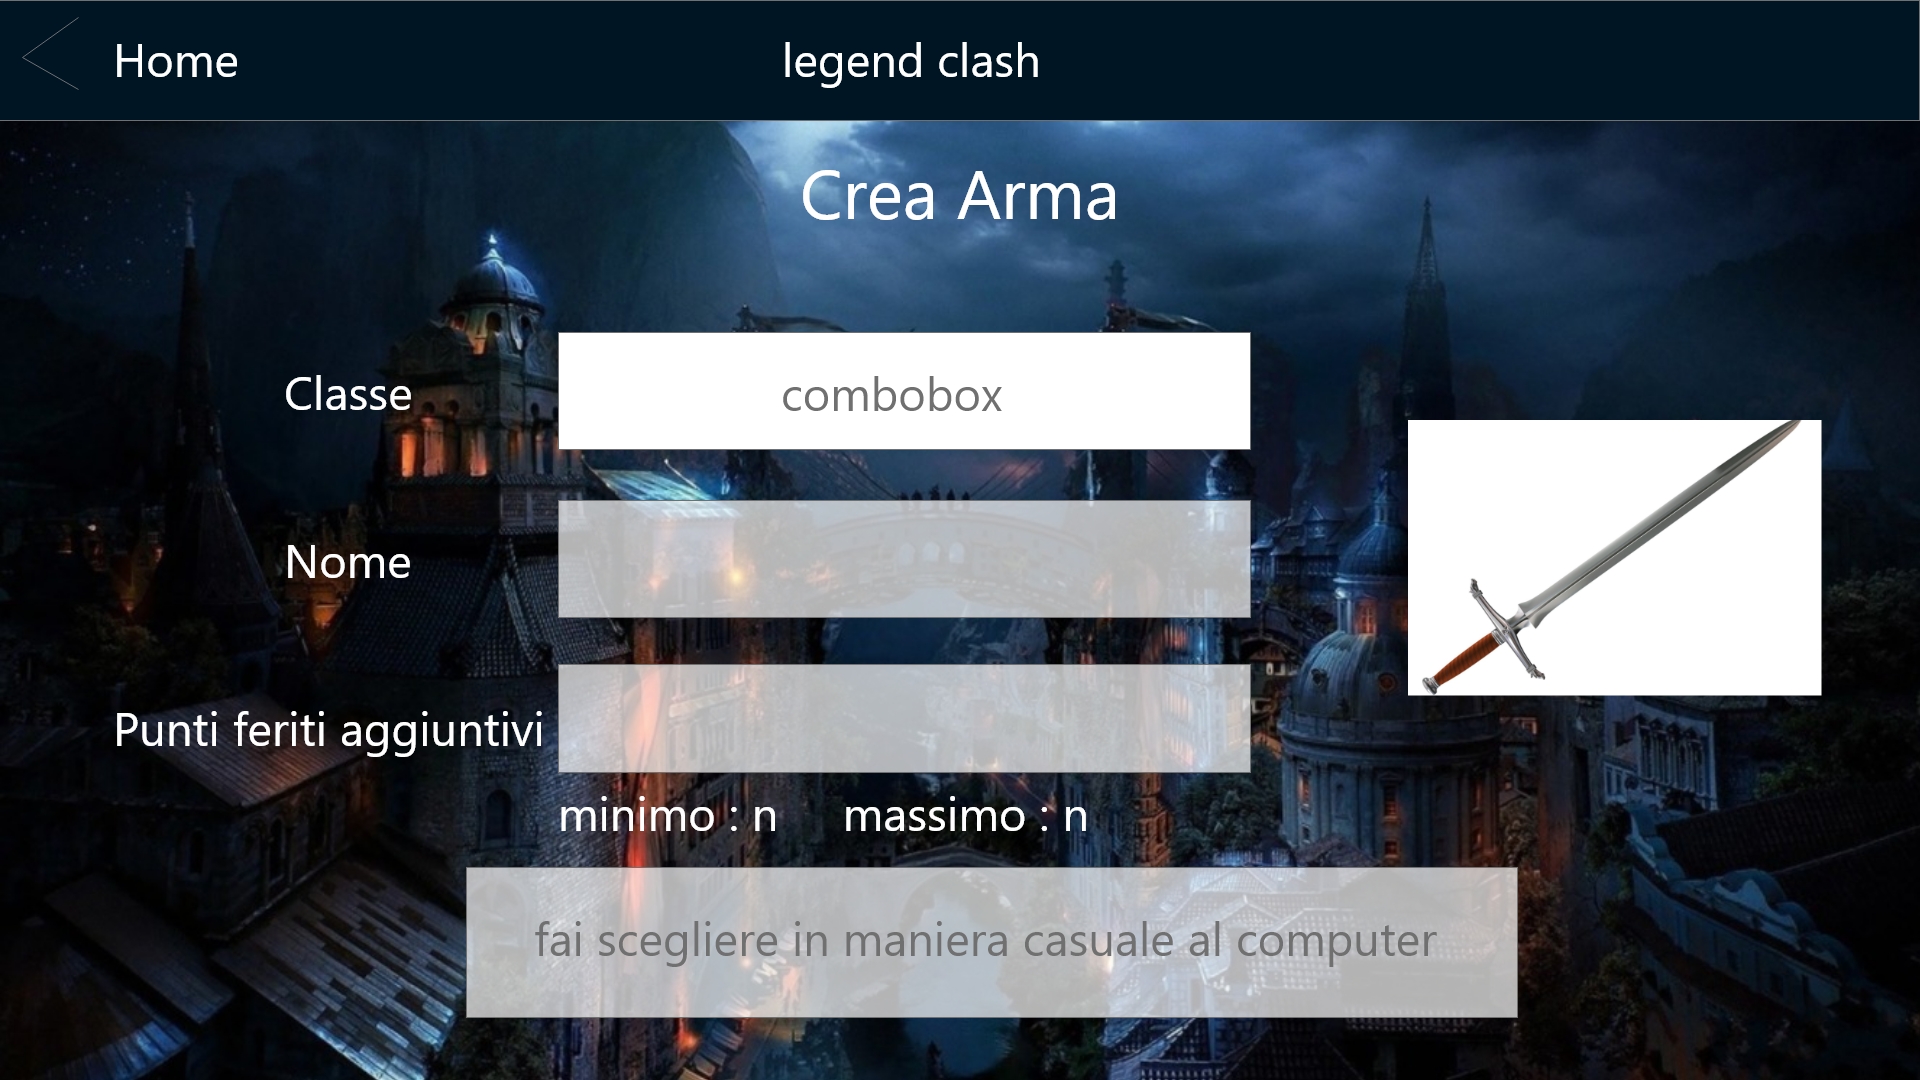 Home
legend clash
Crea Arma
Classe
combobox
Nome
Punti feriti aggiuntivi
minimo : n massimo : n
fai scegliere in maniera casuale al computer